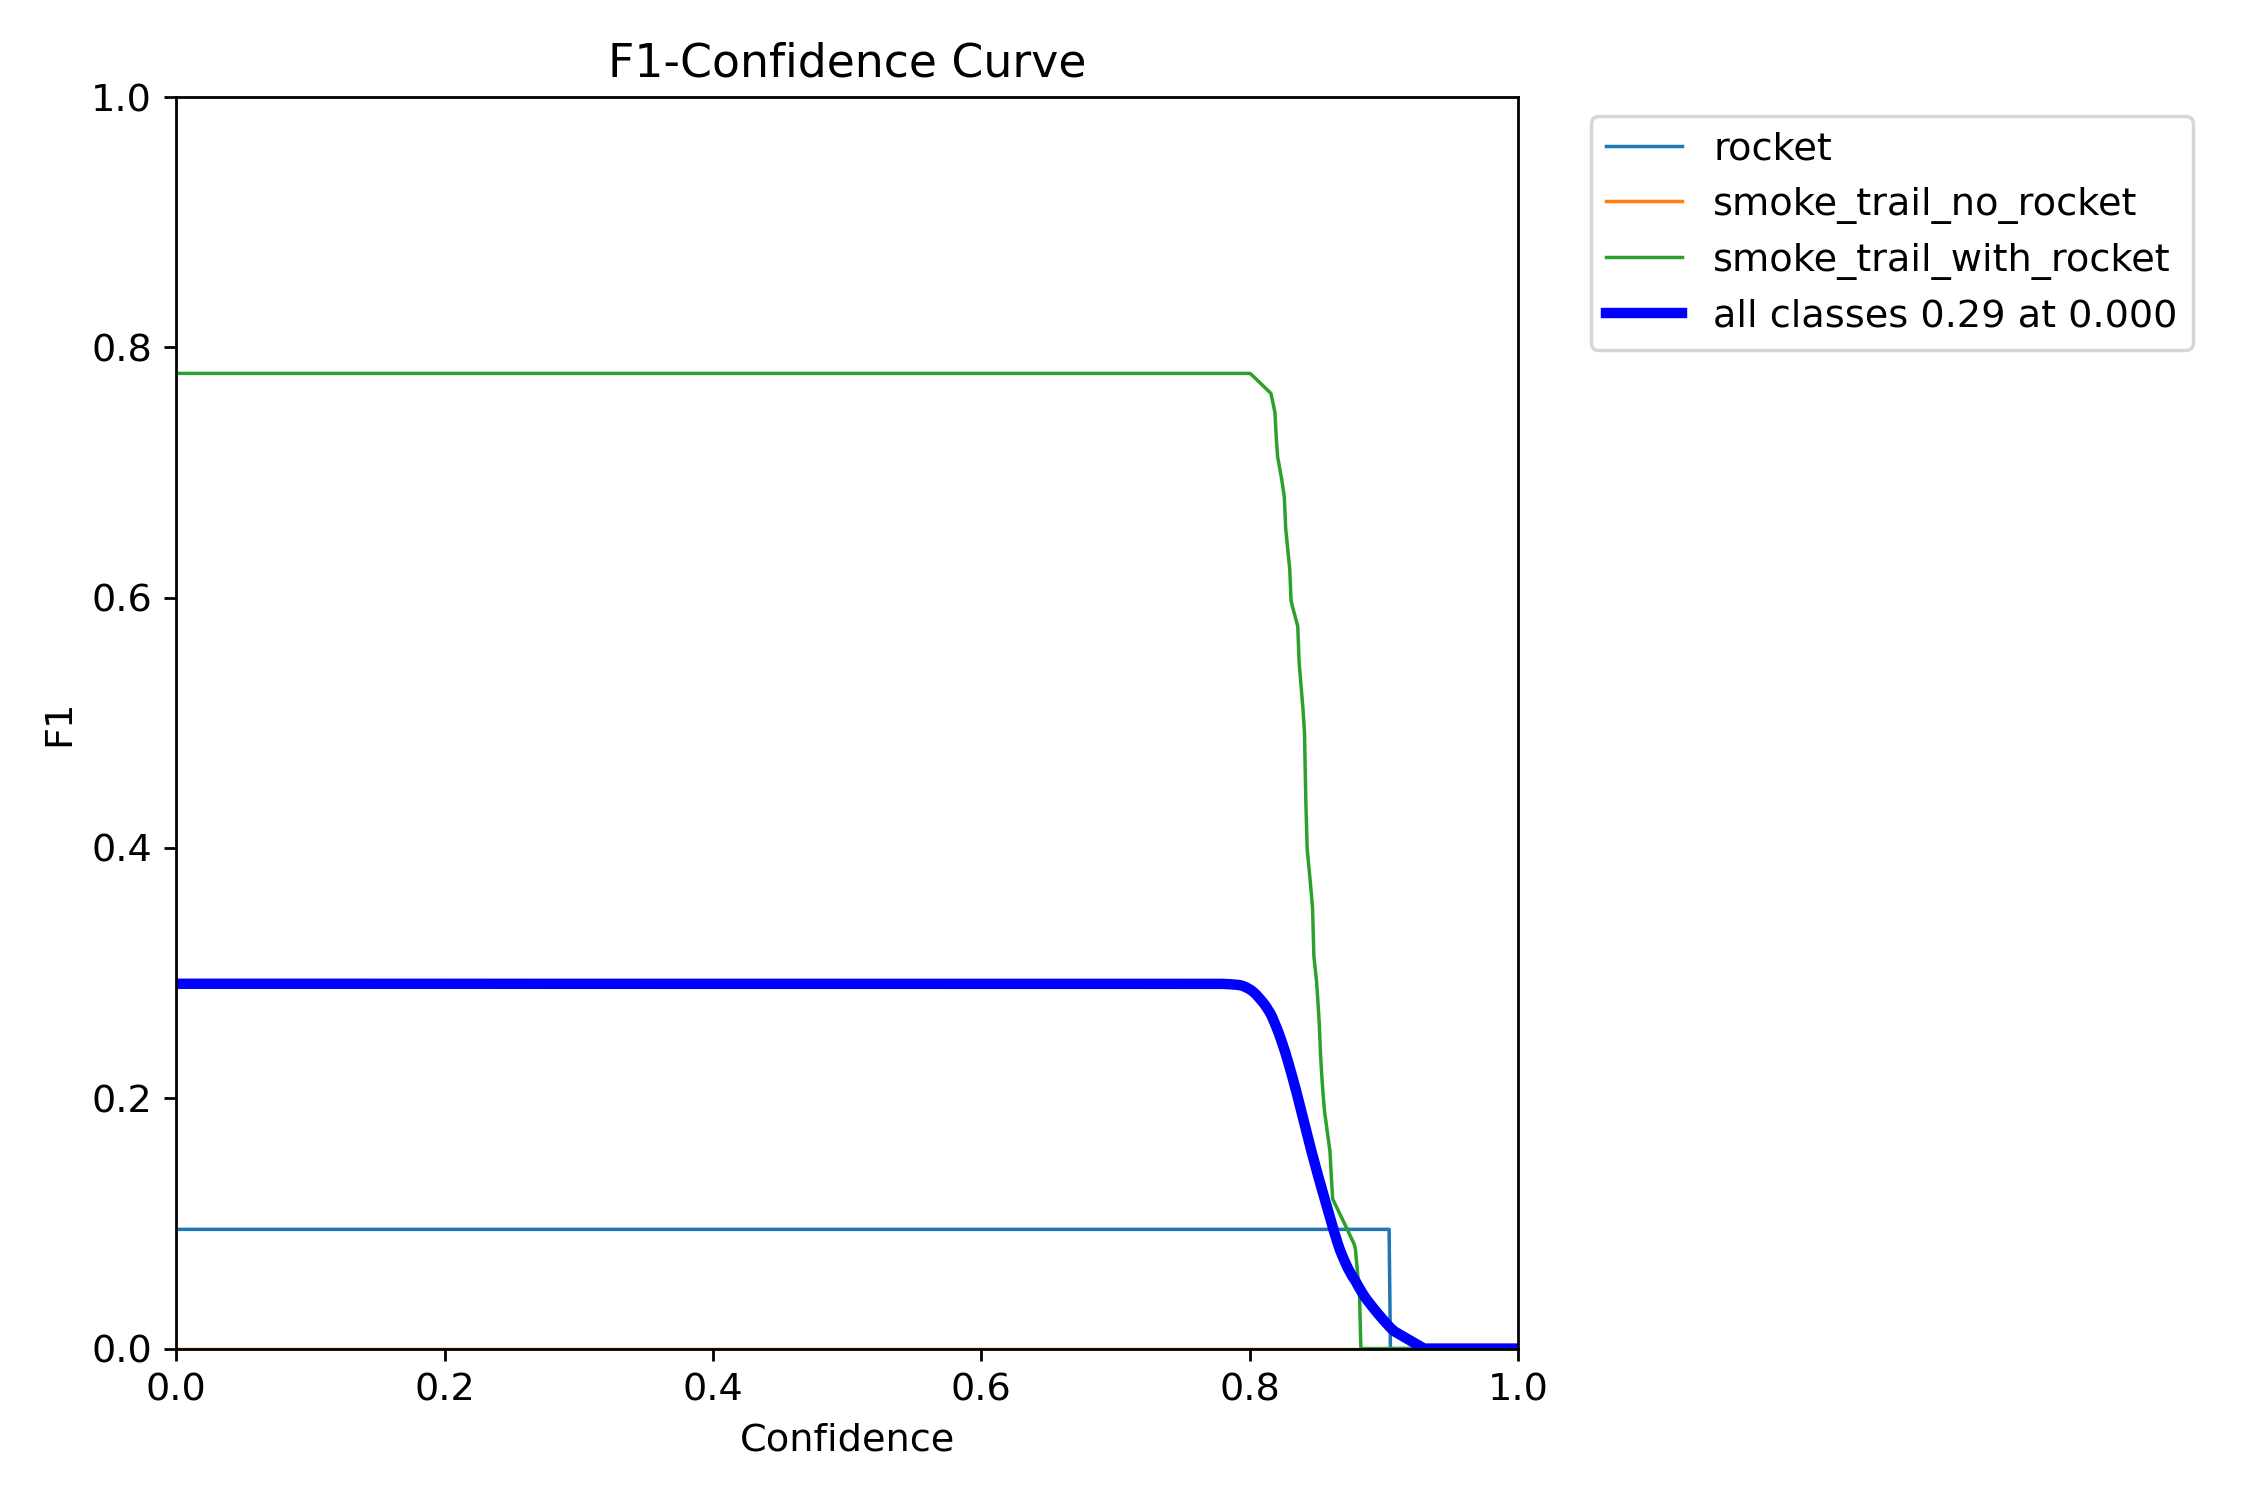 F1-Confidence Curve
1.0
0.8
0.6
0.4
0.2
0.0
F1
0.0 0.2 0.4 0.6 0.8 1.0
Confidence
rocket
smoke_trail_no_rocket
smoke_trail_with_rocket
all classes 0.29 at 0.000